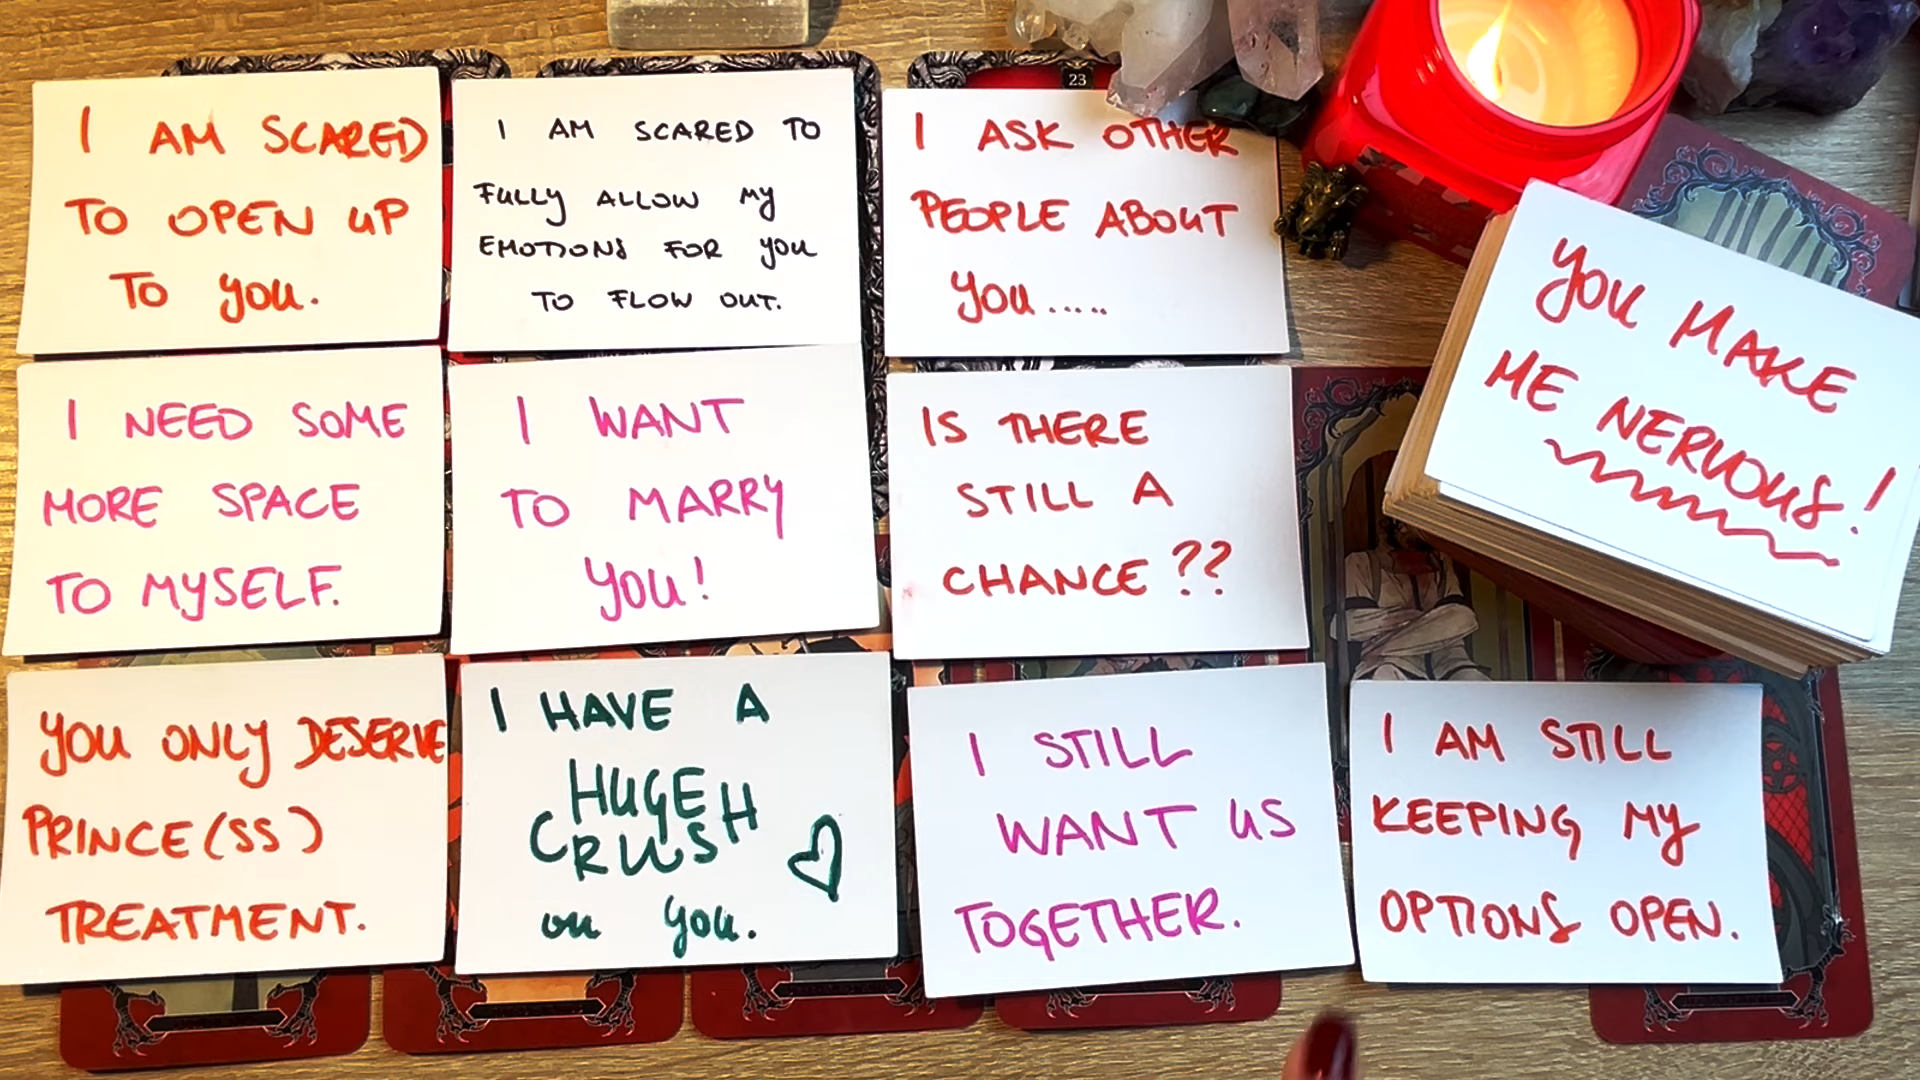 I AM SCARED
TO OPEN UP
TO YOU.
I AM SCARED TO
FULLY ALLOW MY
EMOTIONS FOR YOU
TO FLOW OUT.
23
I ASK OTHER
PEOPLE ABOUT
YOU.....
YOU MAKE
ME NERVOUS!
I NEED SOME
MORE SPACE
TO MYSELF.
I WANT
TO MARRY
YOU!
IS THERE
STILL A
CHANCE??
YOU ONLY DESERVE
PRINCE(SS)
TREATMENT.
I HAVE A
HUGE
CRUSH
on you.
I STILL
WANT US
TOGETHER.
I AM STILL
KEEPING MY
OPTIONS OPEN.